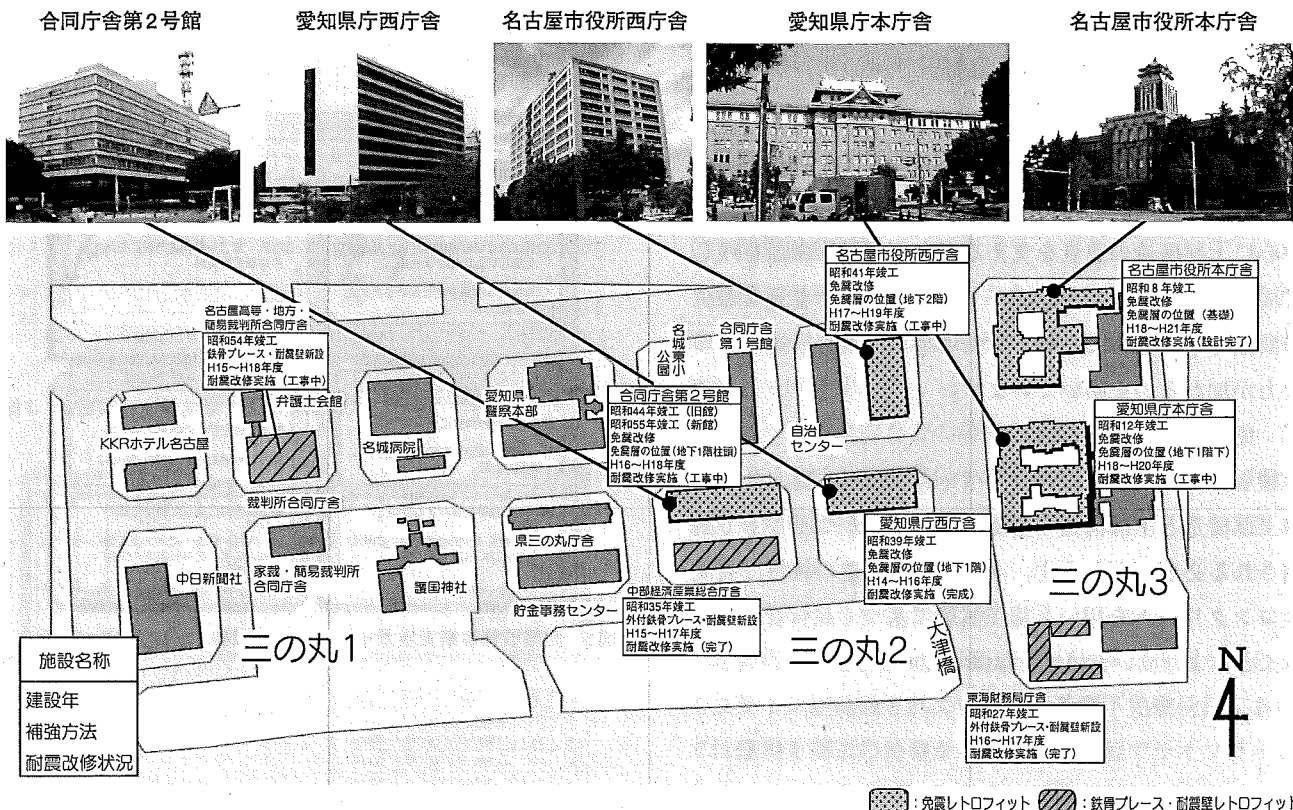 合同庁舎第2号館
愛知県庁西庁舎
名古屋市役所西庁舎
愛知県庁本庁舎
名古屋市役所本庁舎
名古屋市役所西庁舎
昭和41年竣工
免震改修
免震層の位置(地下2階)
H17〜H19年度
耐震改修実施(工事中)
名古屋市役所本庁舎
昭和8年竣工
免震改修
免震層の位置(基礎)
H18〜H21年度
耐震改修実施(設計完了)
名古屋高等・地方・
簡易裁判所合同庁舎
昭和54年竣工
鉄骨ブレース・耐震壁新設
H15〜H18年度
耐震改修実施(工事中)
弁護士会館
KKRホテル名古屋
裁判所合同庁舎
名城病院
愛知県
警察本部
名城東小公園
合同庁舎
第1号館
自治
センター
合同庁舎第2号館
昭和44年竣工(旧館)
昭和55年竣工(新館)
免震改修
免震層の位置(地下1階柱頭)
H16〜H18年度
耐震改修実施(工事中)
愛知県庁本庁舎
昭和12年竣工
免震改修
免震層の位置(地下1階下)
H18〜H20年度
耐震改修実施(工事中)
愛知県庁西庁舎
昭和39年竣工
免震改修
免震層の位置(地下1階)
H14〜H16年度
耐震改修実施(完成)
中日新聞社
家裁・簡易裁判所
合同庁舎
護国神社
県三の丸庁舎
貯金事務センター
中部経済産業総合庁舎
昭和35年竣工
外付鉄骨ブレース・耐震壁新設
H15〜H17年度
耐震改修実施(完了)
三の丸1
三の丸2
三の丸3
大津橋
N
東海財務局庁舎
昭和27年竣工
外付鉄骨ブレース・耐震壁新設
H16〜H17年度
耐震改修実施(完了)
施設名称
建設年
補強方法
耐震改修状況
:免震レトロフィット
:鉄骨ブレース・耐震壁レトロフィット